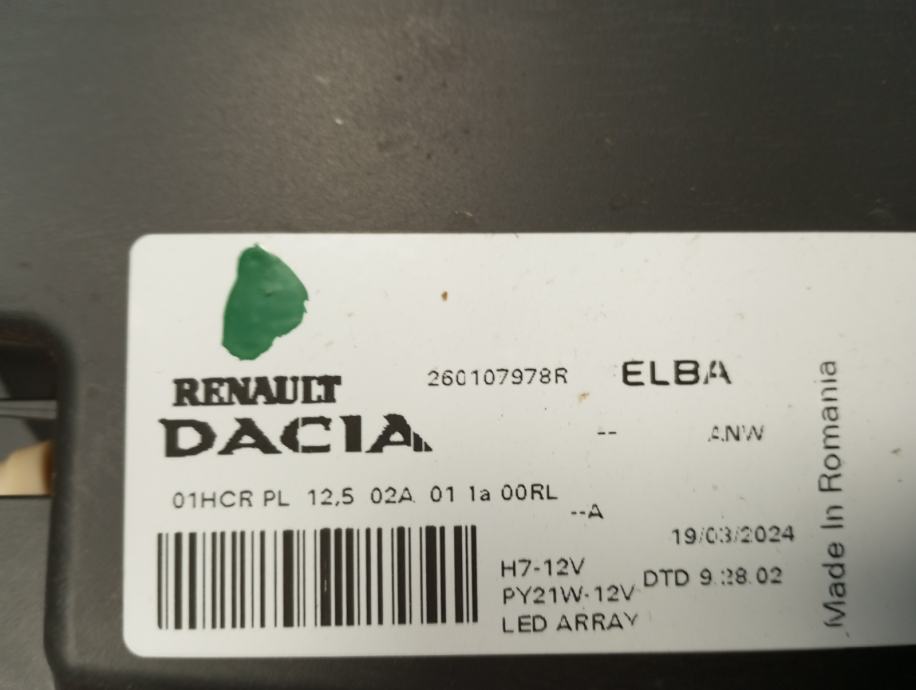 RENAULT 260107978R ELBA
DACIA -- ANW
01HCR PL 12,5 02A 01 1a 00RL
--A
19/03/2024
H7-12V
PY21W-12V DTD 9.28.02
LED ARRAY
Made In Romania